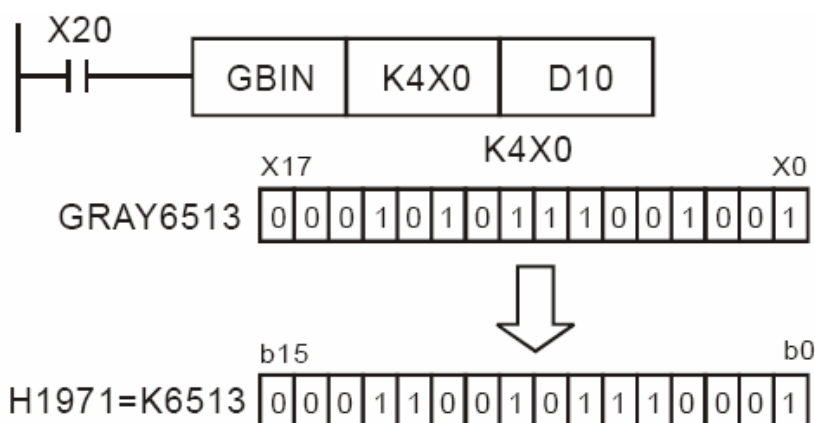 X20
GBIN K4X0 D10
K4X0
X17 X0
GRAY6513 0 0 0 1 0 1 0 1 1 1 0 0 1 0 0 1
b15 b0
H1971=K6513 0 0 0 1 1 0 0 1 0 1 1 1 0 0 0 1